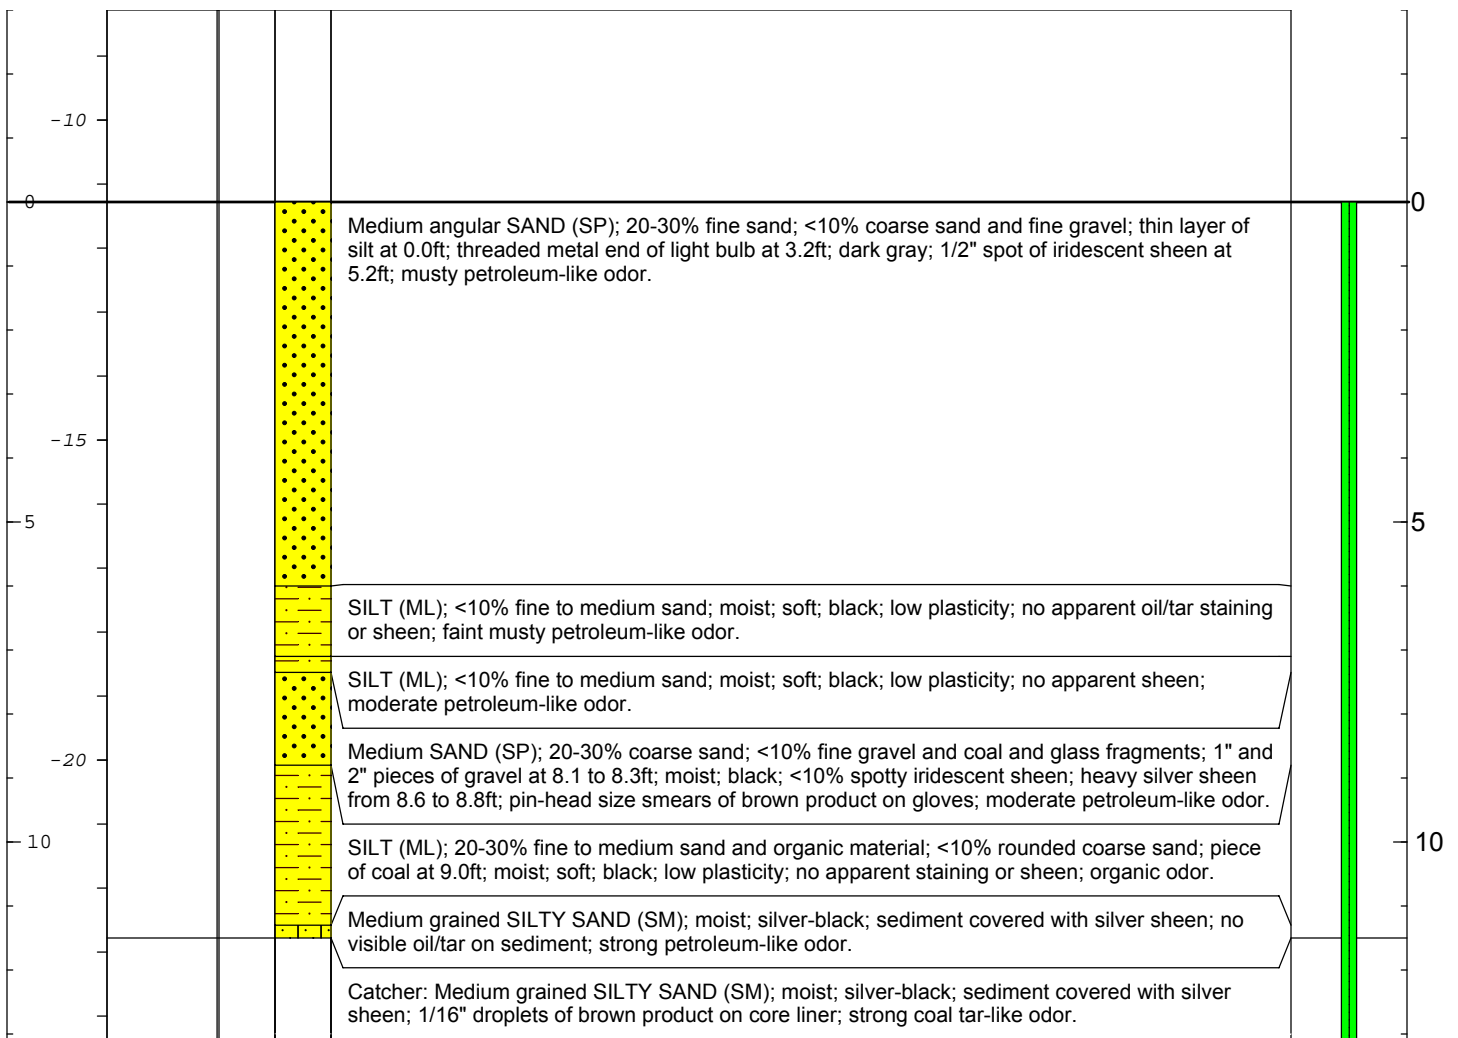 -10
0
0
Medium angular SAND (SP); 20-30% fine sand; <10% coarse sand and fine gravel; thin layer of
silt at 0.0ft; threaded metal end of light bulb at 3.2ft; dark gray; 1/2" spot of iridescent sheen at
5.2ft; musty petroleum-like odor.
-15
5
5
SILT (ML); <10% fine to medium sand; moist; soft; black; low plasticity; no apparent oil/tar staining
or sheen; faint musty petroleum-like odor.
SILT (ML); <10% fine to medium sand; moist; soft; black; low plasticity; no apparent sheen;
moderate petroleum-like odor.
-20
Medium SAND (SP); 20-30% coarse sand; <10% fine gravel and coal and glass fragments; 1" and
2" pieces of gravel at 8.1 to 8.3ft; moist; black; <10% spotty iridescent sheen; heavy silver sheen
from 8.6 to 8.8ft; pin-head size smears of brown product on gloves; moderate petroleum-like odor.
10
10
SILT (ML); 20-30% fine to medium sand and organic material; <10% rounded coarse sand; piece
of coal at 9.0ft; moist; soft; black; low plasticity; no apparent staining or sheen; organic odor.
Medium grained SILTY SAND (SM); moist; silver-black; sediment covered with silver sheen; no
visible oil/tar on sediment; strong petroleum-like odor.
Catcher: Medium grained SILTY SAND (SM); moist; silver-black; sediment covered with silver
sheen; 1/16" droplets of brown product on core liner; strong coal tar-like odor.